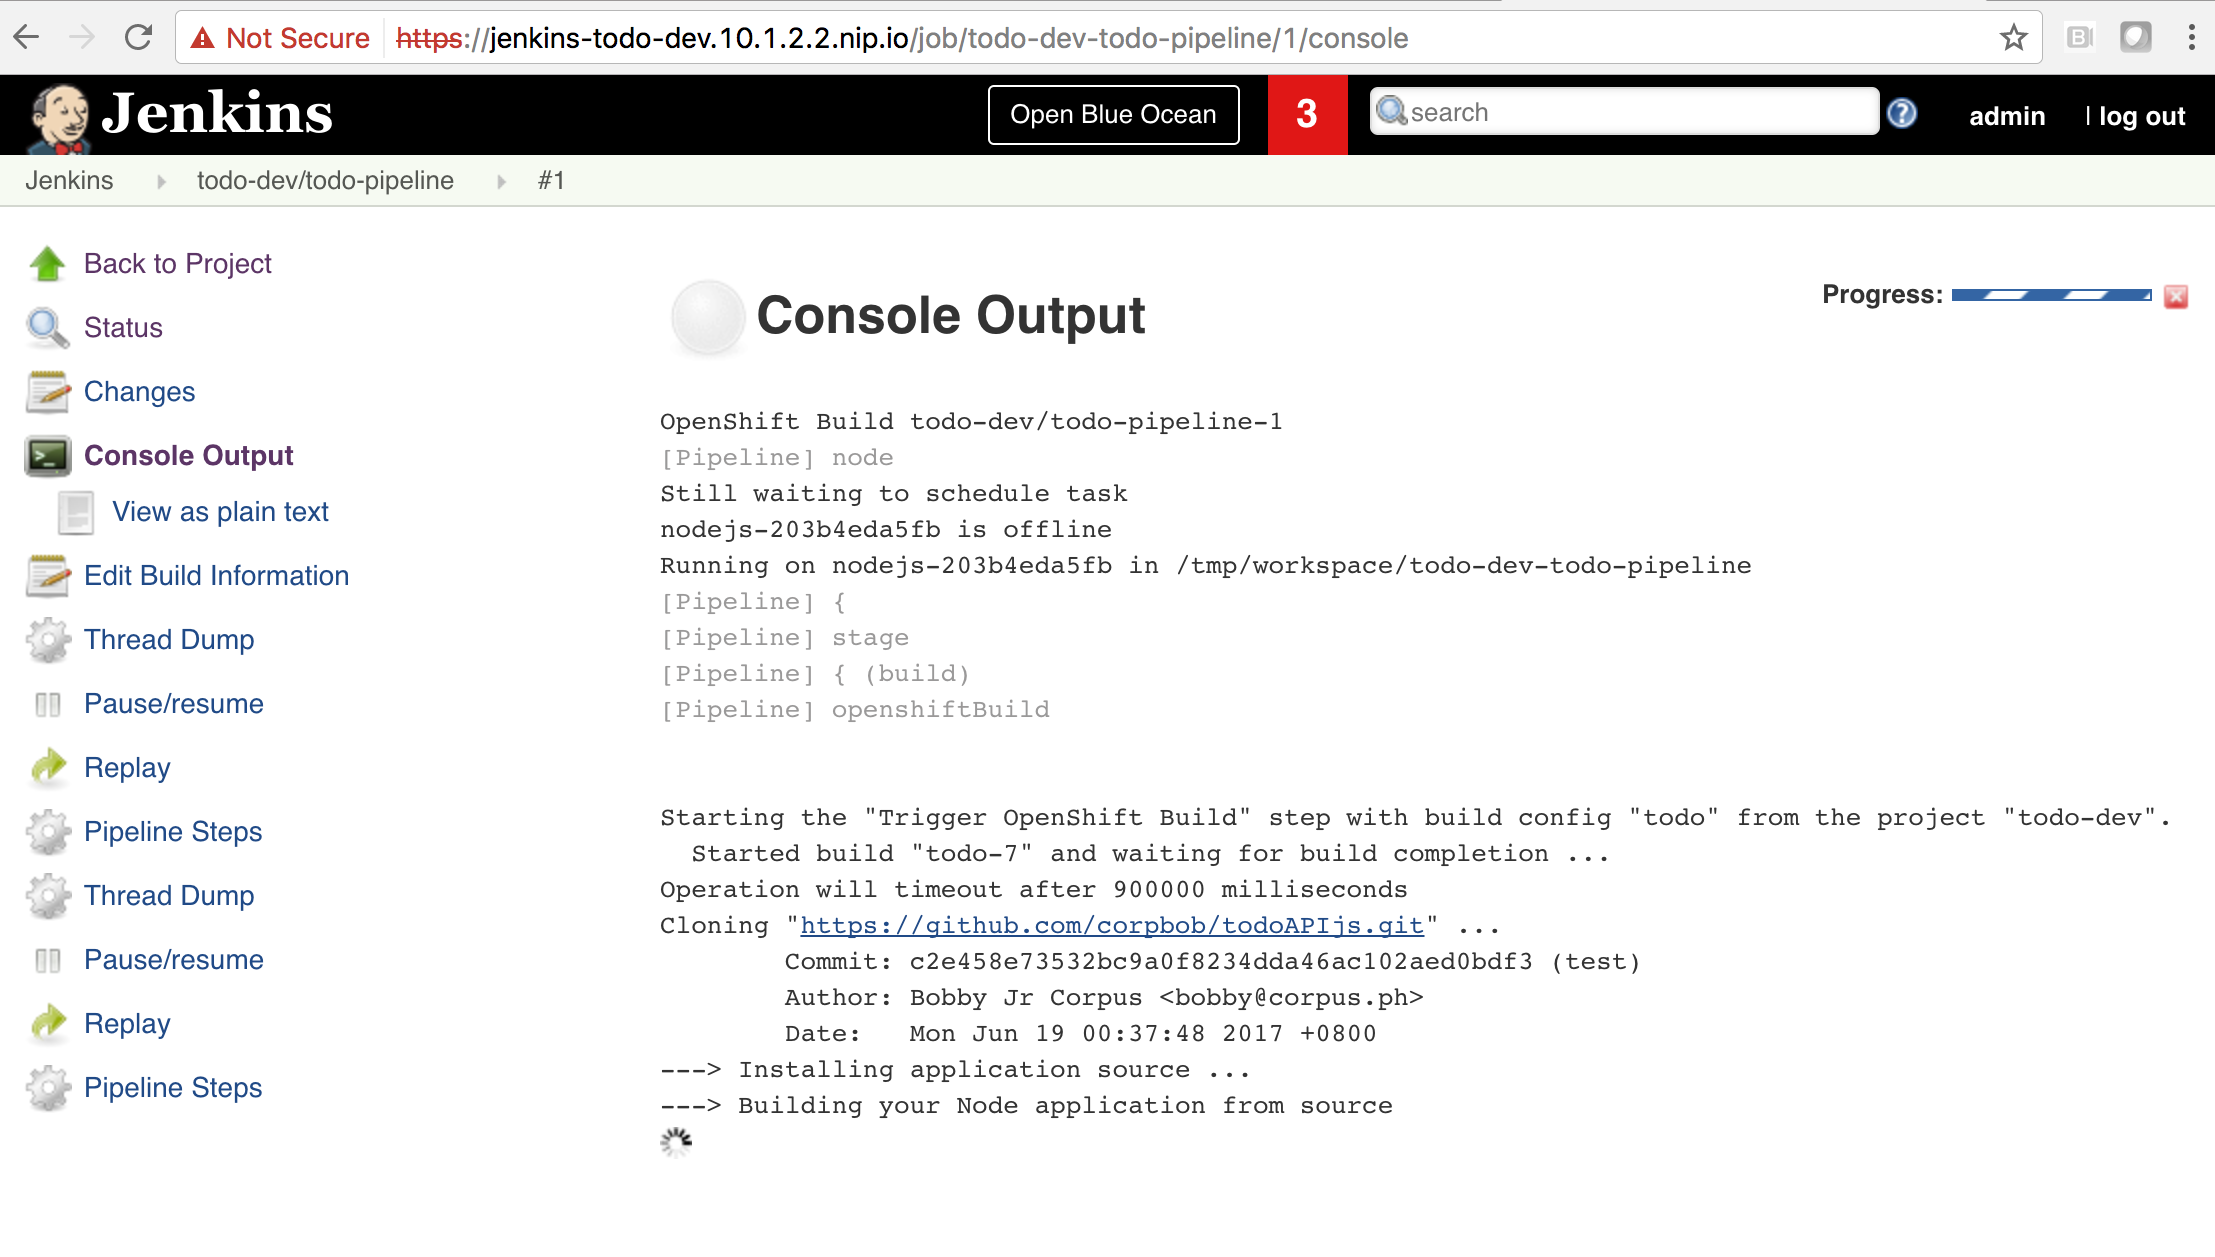 Not Secure https://jenkins-todo-dev.10.1.2.2.nip.io/job/todo-dev-todo-pipeline/1/console
Jenkins Open Blue Ocean 3 search admin | log out
Jenkins todo-dev/todo-pipeline #1
Back to Project
Status
Changes
Console Output
View as plain text
Edit Build Information
Thread Dump
Pause/resume
Replay
Pipeline Steps
Thread Dump
Pause/resume
Replay
Pipeline Steps
Console Output
Progress:
OpenShift Build todo-dev/todo-pipeline-1
[Pipeline] node
Still waiting to schedule task
nodejs-203b4eda5fb is offline
Running on nodejs-203b4eda5fb in /tmp/workspace/todo-dev-todo-pipeline
[Pipeline] {
[Pipeline] stage
[Pipeline] { (build)
[Pipeline] openshiftBuild
Starting the "Trigger OpenShift Build" step with build config "todo" from the project "todo-dev".
Started build "todo-7" and waiting for build completion ...
Operation will timeout after 900000 milliseconds
Cloning "https://github.com/corpbob/todoAPIjs.git" ...
Commit: c2e458e73532bc9a0f8234dda46ac102aed0bdf3 (test)
Author: Bobby Jr Corpus <bobby@corpus.ph>
Date: Mon Jun 19 00:37:48 2017 +0800
---> Installing application source ...
---> Building your Node application from source